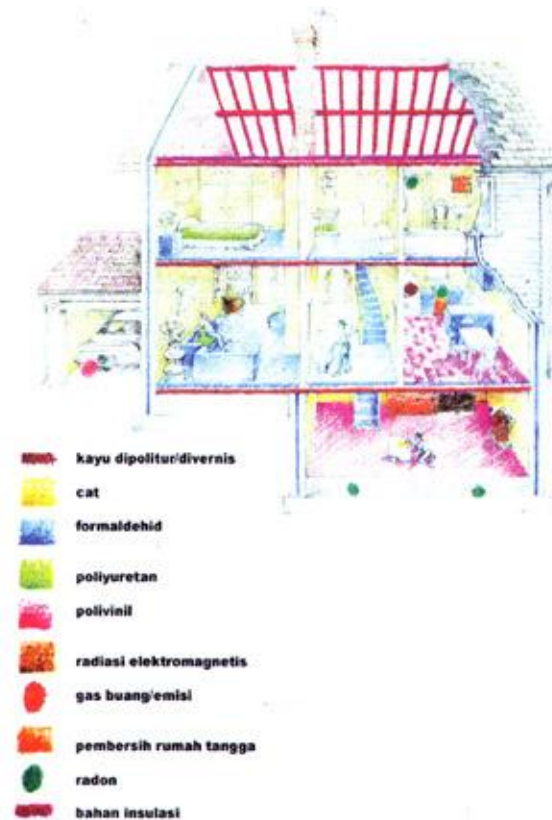 kayu dipolitur/divernis
cat
formaldehid
poliyuretan
polivinil
radiasi elektromagnetis
gas buang/emisi
pembersih rumah tangga
radon
bahan insulasi